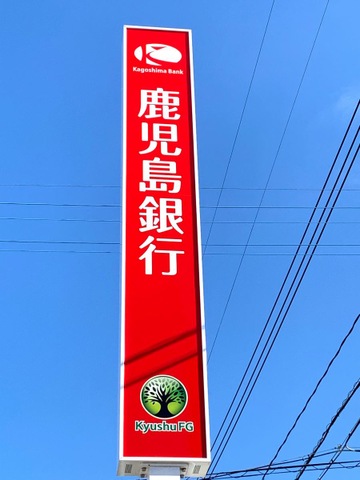 Kagoshima Bank
鹿児島銀行
Kyushu FG